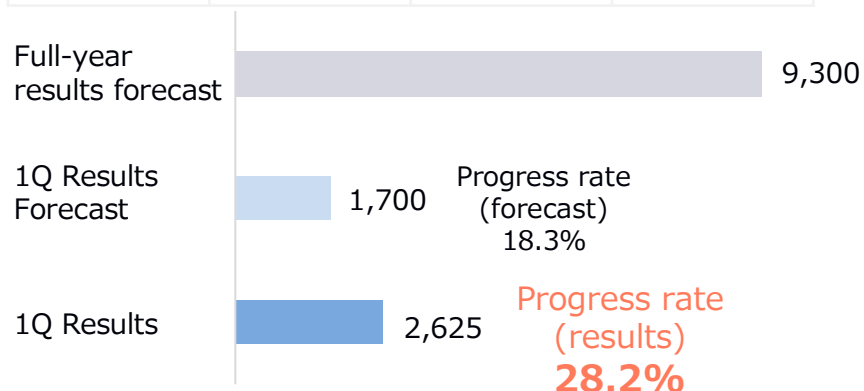 Full-year
results forecast
9,300
1Q Results
Forecast
1,700
Progress rate
(forecast)
18.3%
1Q Results
2,625
Progress rate
(results)
28.2%